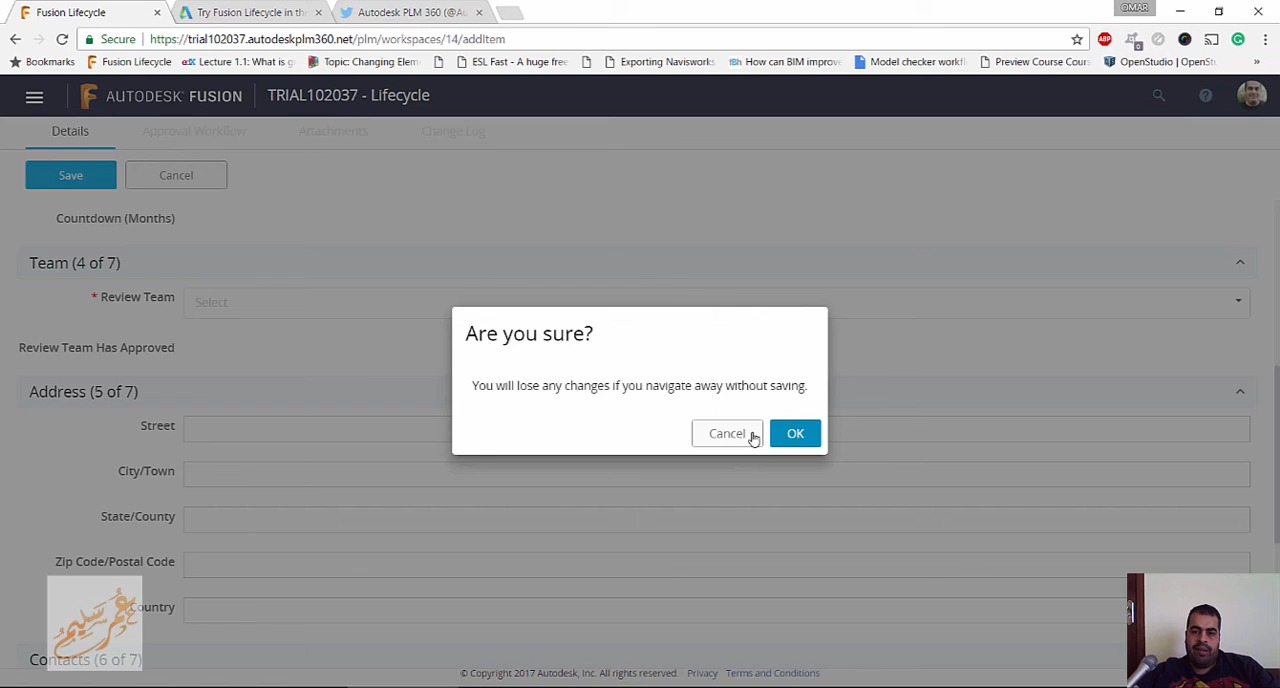 OMAR
Fusion Lifecycle
Try Fusion Lifecycle in the
Autodesk PLM 360 (@Au
Secure
https://trial102037.autodeskplm360.net/plm/workspaces/14/addItem
Bookmarks
Fusion Lifecycle
Lecture 1.1: What is g
Topic: Changing Elem
ESL Fast - A huge free
Exporting Navisworks
How can BIM improve
Model checker workfl
Preview Course Cours
OpenStudio | OpenSt
»
AUTODESK® FUSION
TRIAL102037 - Lifecycle
Details
Approval Workflow
Attachments
Change Log
Save
Cancel
Countdown (Months)
Team (4 of 7)
* Review Team
Select
Review Team Has Approved
Are you sure?
You will lose any changes if you navigate away without saving.
Cancel
OK
Address (5 of 7)
Street
City/Town
State/County
Zip Code/Postal Code
Country
عمر سليم
Contacts (6 of 7)
© Copyright 2017 Autodesk, Inc. All rights reserved.
Privacy
Terms and Conditions